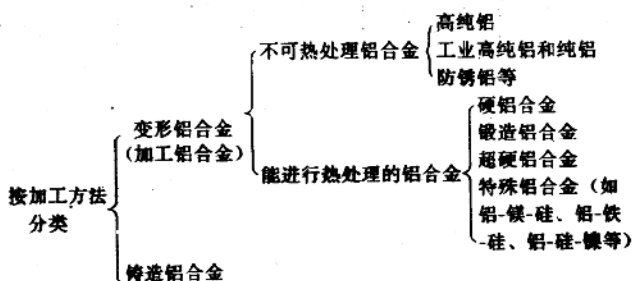 高纯铝
不可热处理铝合金
工业高纯铝和纯铝
防锈铝等
变形铝合金
(加工铝合金)
硬铝合金
锻造铝合金
超硬铝合金
能进行热处理的铝合金
特殊铝合金(如
铝-镁-硅、铝-铁
-硅、铝-硅-镍等)
按加工方法
分类
铸造铝合金